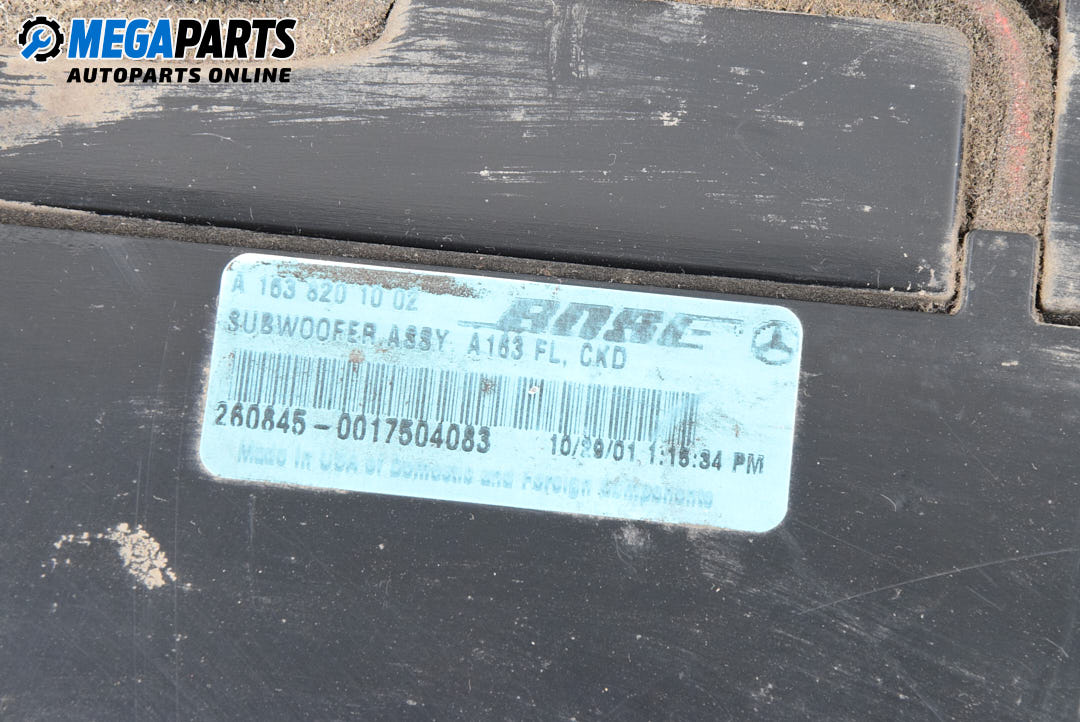 MEGAPARTS
AUTOPARTS ONLINE
A 163 820 10 02
BOSE
SUBWOOFER ASSY A163 FL, CKD
260845-0017504083 10/29/01 1:15:34 PM
Made in USA of Domestic and Foreign Components